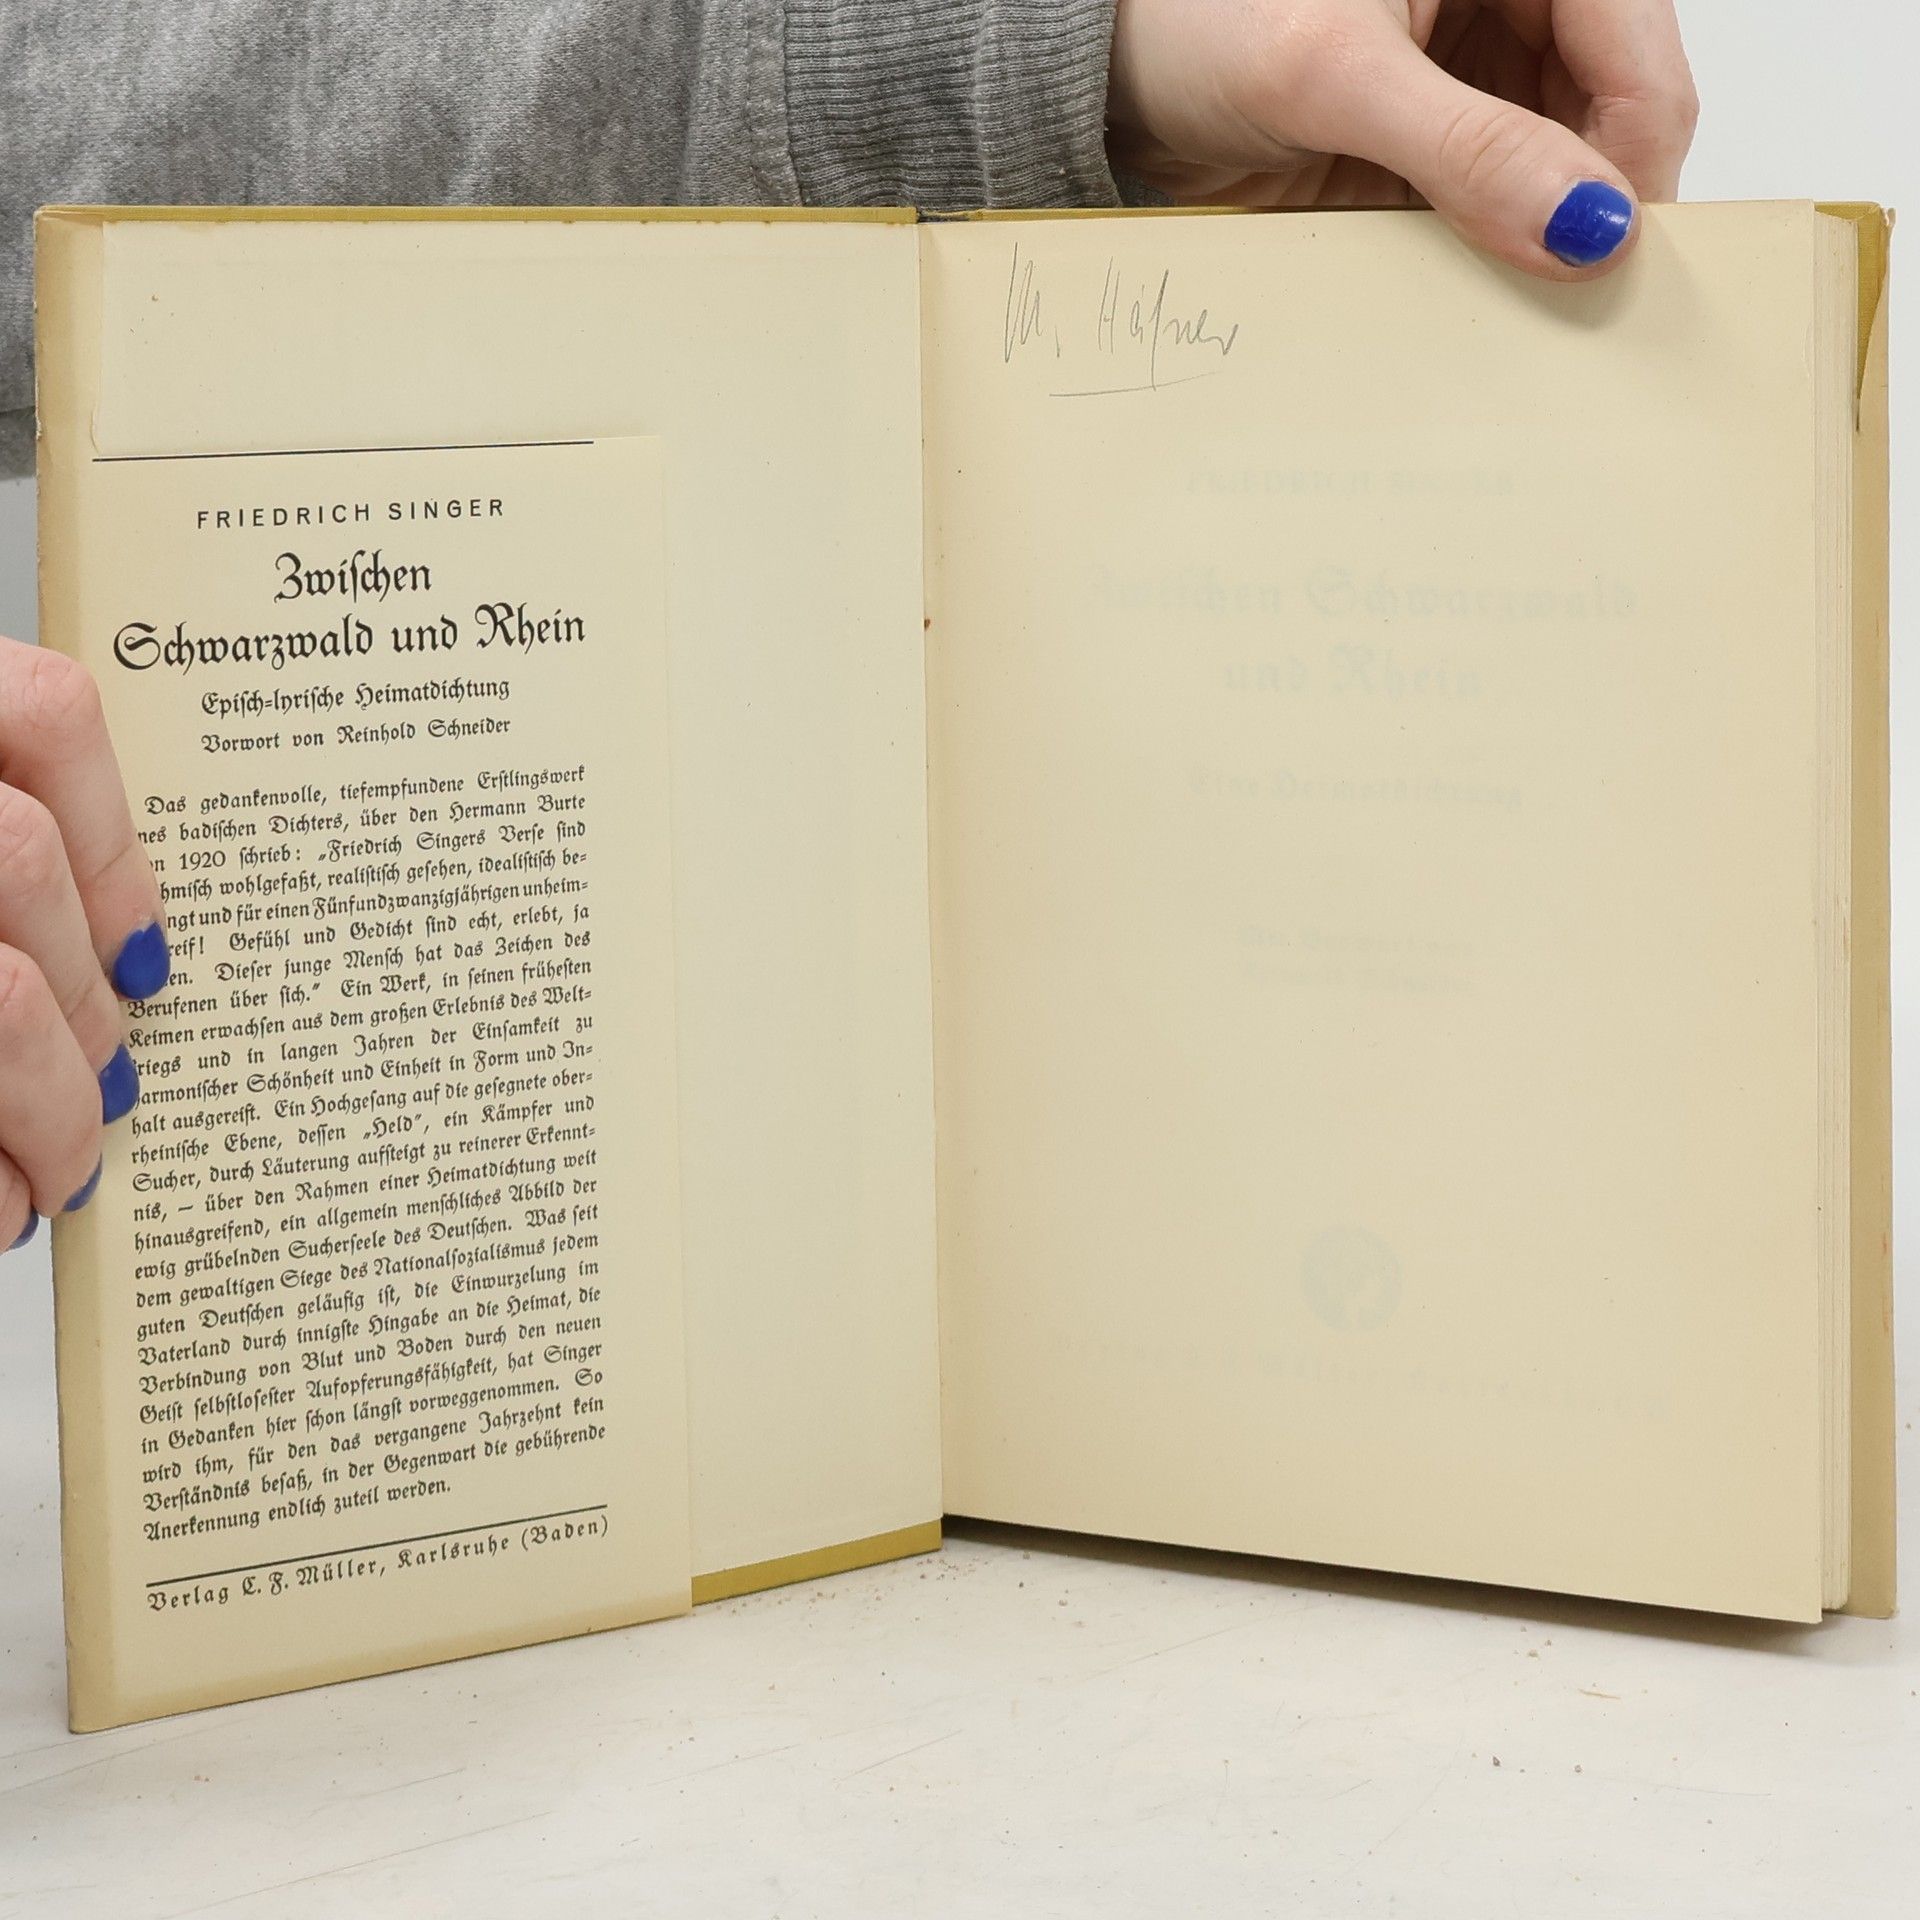 FRIEDRICH SINGER
Zwiſchen
Schwarzwald und Rhein
Epiſch=lyriſche Heimatdichtung
Vorwort von Reinhold Schneider
Das gedankenvolle, tiefempfundene Erſtlingswerk
nes badiſchen Dichters, über den Hermann Burte
n 1920 ſchrieb: „Friedrich Singers Verſe ſind
hmiſch wohlgefaßt, realiſtiſch geſehen, idealiſtiſch be=
ngt und für einen Fünfundzwanzigjährigen unheim=
reif! Gefühl und Gedicht ſind echt, erlebt, ja
en. Dieſer junge Menſch hat das Zeichen des
Berufenen über ſich.“ Ein Werk, in ſeinen früheſten
Keimen erwachſen aus dem großen Erlebnis des Welt=
kriegs und in langen Jahren der Einſamkeit zu
harmoniſcher Schönheit und Einheit in Form und In=
halt ausgereiſt. Ein Hochgeſang auf die geſegnete ober=
rheiniſche Ebene, deſſen „Held“, ein Kämpfer und
Sucher, durch Läuterung aufſteigt zu reinerer Erkennt=
nis, — über den Rahmen einer Heimatdichtung weit
hinausgreifend, ein allgemein menſchliches Abbild der
ewig grübelnden Sucherſeele des Deutſchen. Was ſeit
dem gewaltigen Siege des Nationalſozialismus jedem
guten Deutſchen geläufig iſt, die Einwurzelung im
Vaterland durch innigſte Hingabe an die Heimat, die
Verbindung von Blut und Boden durch den neuen
Geiſt ſelbſtloſeſter Aufopferungsfähigkeit, hat Singer
in Gedanken hier ſchon längſt vorweggenommen. So
wird ihm, für den das vergangene Jahrzehnt kein
Verſtändnis beſaß, in der Gegenwart die gebührende
Anerkennung endlich zuteil werden.
Verlag C. F. Müller, Karlsruhe (Baden)
M. Häfner
Zwiſchen Schwarzwald
und Rhein